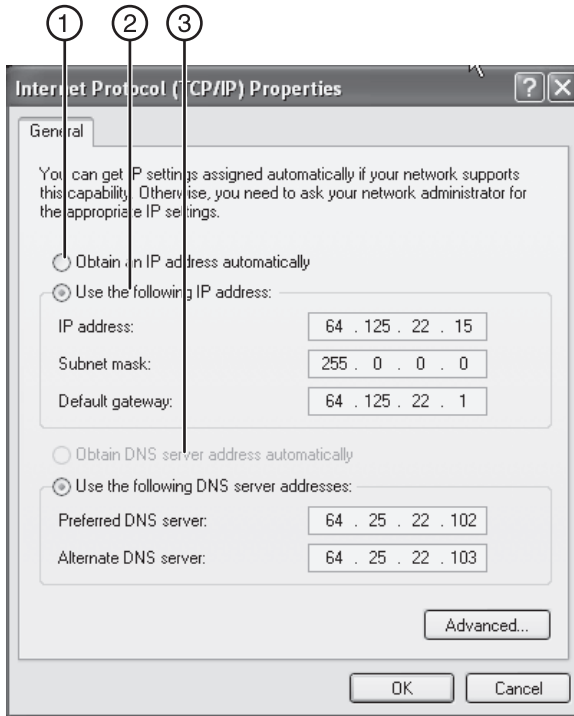 1 2 3
Internet Protocol (TCP/IP) Properties
General
You can get IP settings assigned automatically if your network supports
this capability. Otherwise, you need to ask your network administrator for
the appropriate IP settings.
Obtain an IP address automatically
Use the following IP address:
IP address: 64 . 125 . 22 . 15
Subnet mask: 255 . 0 . 0 . 0
Default gateway: 64 . 125 . 22 . 1
Obtain DNS server address automatically
Use the following DNS server addresses:
Preferred DNS server: 64 . 25 . 22 . 102
Alternate DNS server: 64 . 25 . 22 . 103
Advanced...
OK Cancel